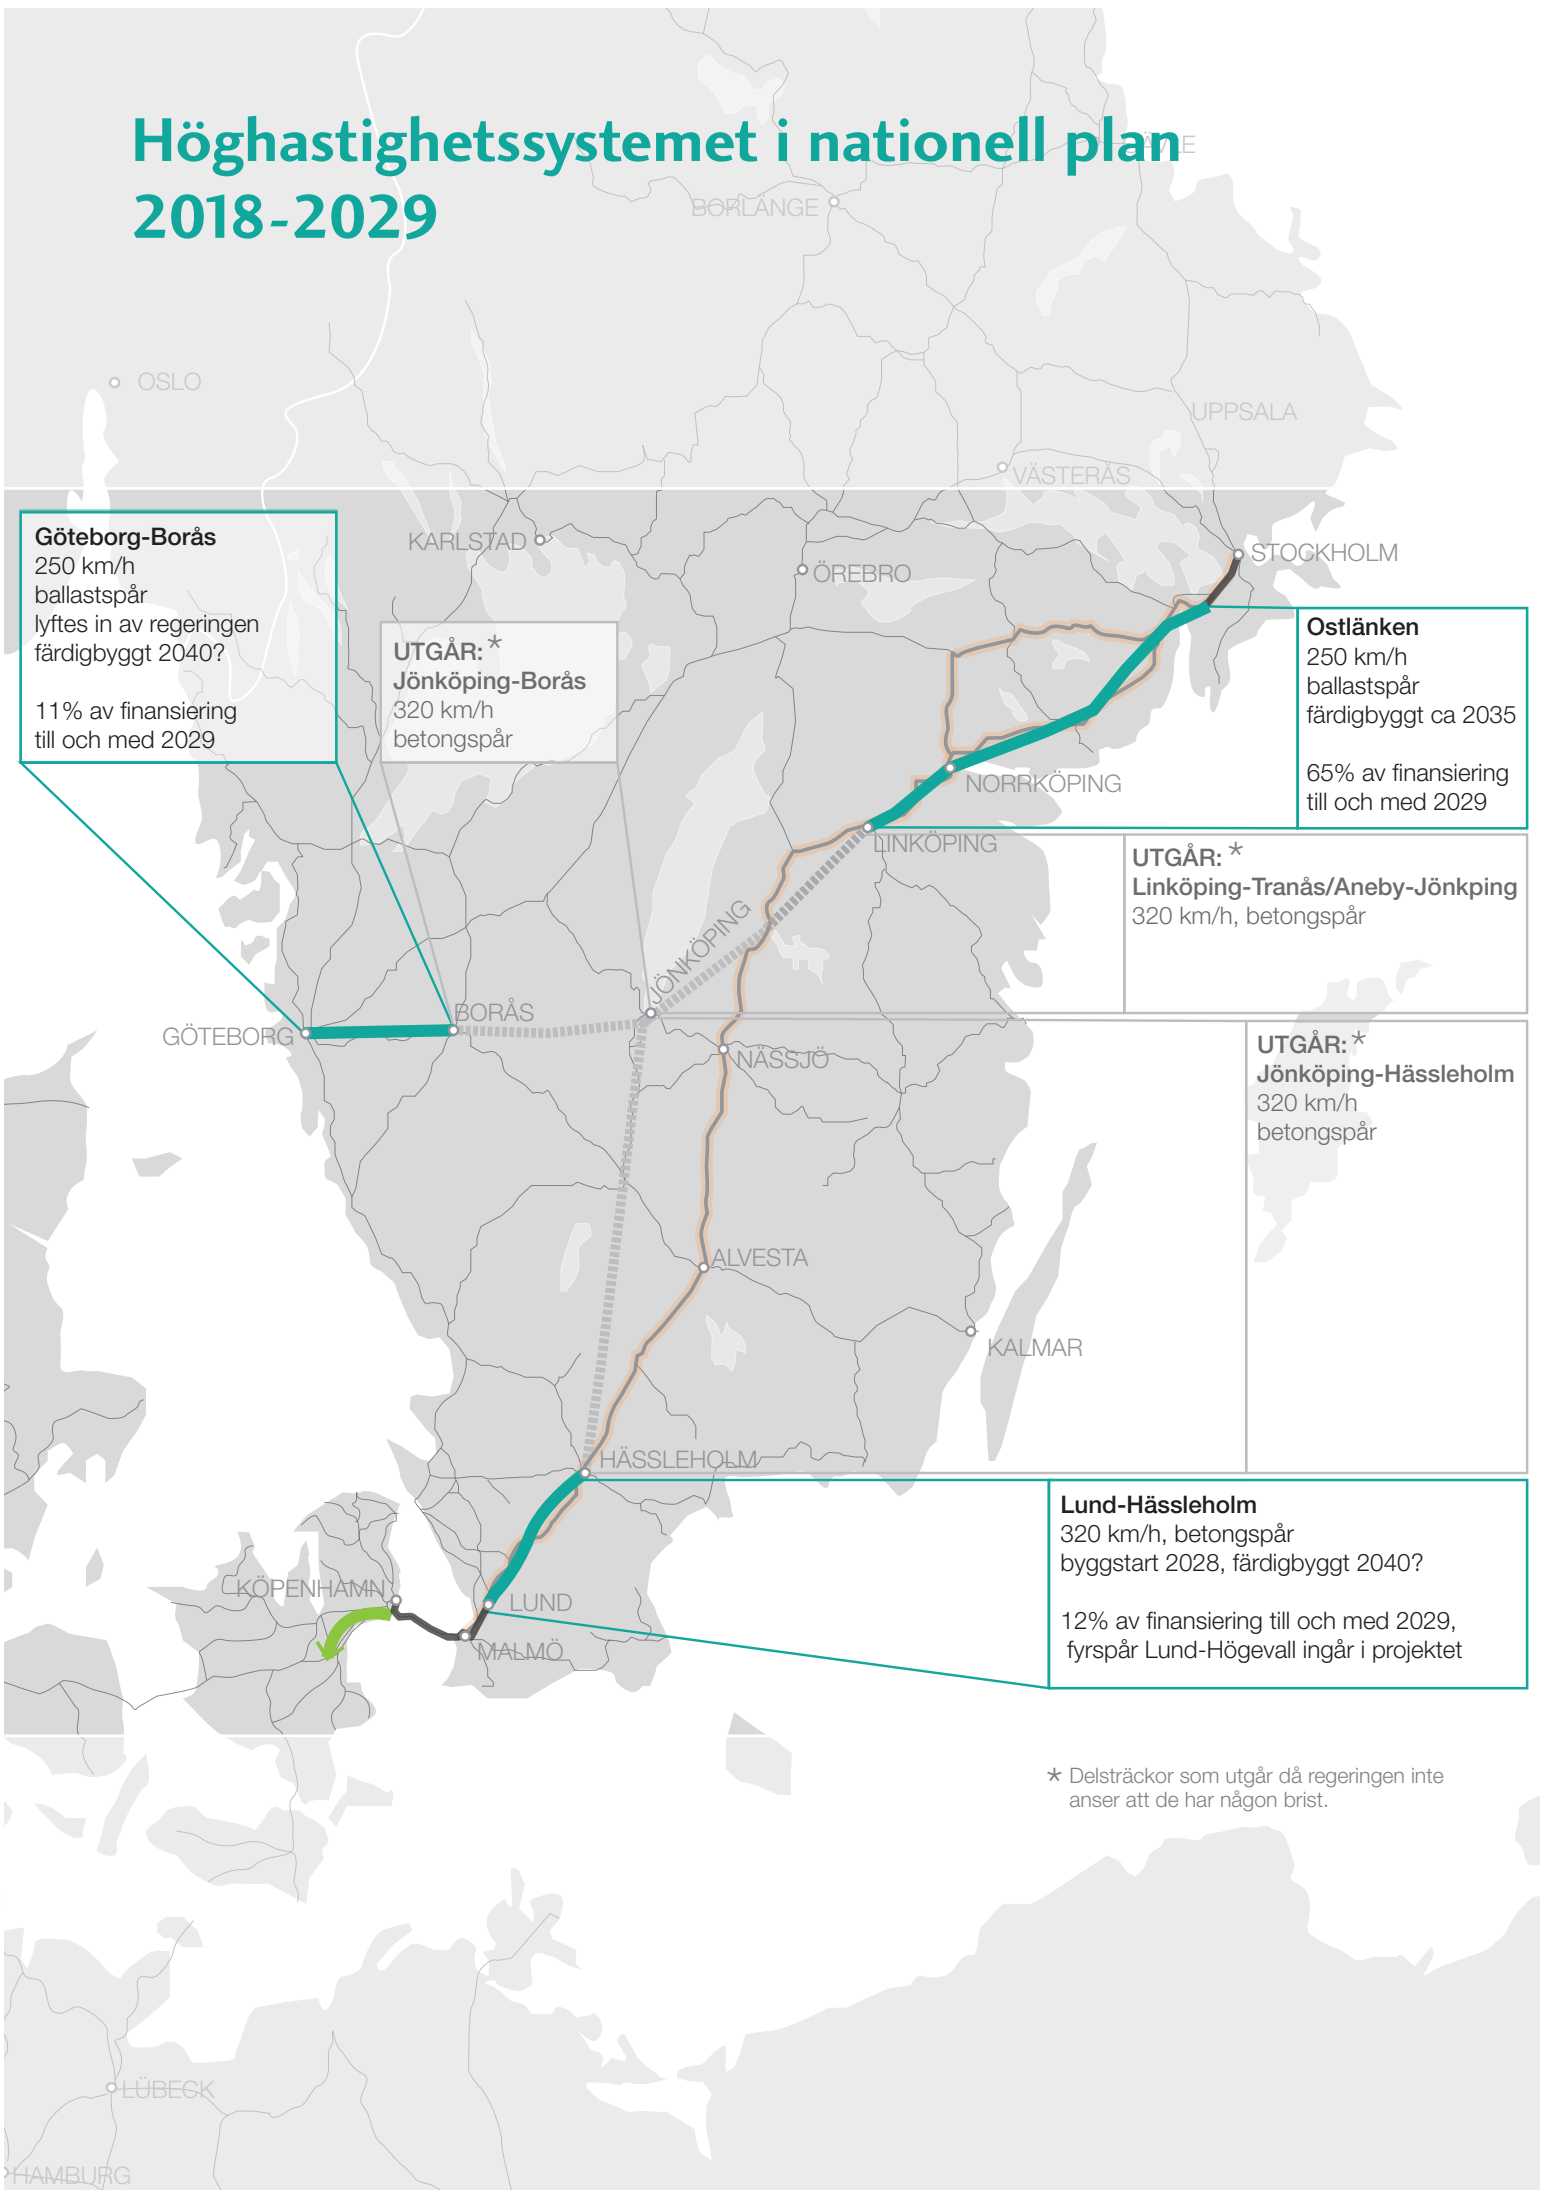 Höghastighetssystemet i nationell plan
2018-2029
GÄVLE
BORLÄNGE
OSLO
UPPSALA
VÄSTERÅS
KARLSTAD
ÖREBRO
STOCKHOLM
Göteborg-Borås
250 km/h
ballastspår
lyftes in av regeringen
färdigbyggt 2040?
11% av finansiering
till och med 2029
UTGÅR: *
Jönköping-Borås
320 km/h
betongspår
Ostlänken
250 km/h
ballastspår
färdigbyggt ca 2035
65% av finansiering
till och med 2029
NORRKÖPING
LINKÖPING
UTGÅR: *
Linköping-Tranås/Aneby-Jönkping
320 km/h, betongspår
JÖNKÖPING
BORÅS
GÖTEBORG
NÄSSJÖ
UTGÅR: *
Jönköping-Hässleholm
320 km/h
betongspår
ALVESTA
KALMAR
HÄSSLEHOLM
Lund-Hässleholm
320 km/h, betongspår
byggstart 2028, färdigbyggt 2040?
12% av finansiering till och med 2029,
fyrspår Lund-Högevall ingår i projektet
KÖPENHAMN
LUND
MALMÖ
* Delsträckor som utgår då regeringen inte
anser att de har någon brist.
LÜBECK
HAMBURG